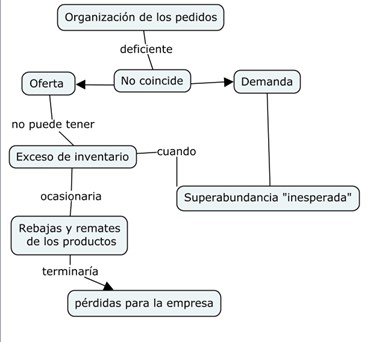 Organización de los pedidos
deficiente
Oferta
No coincide
Demanda
no puede tener
Exceso de inventario
cuando
ocasionaria
Superabundancia "inesperada"
Rebajas y remates
de los productos
terminaría
pérdidas para la empresa